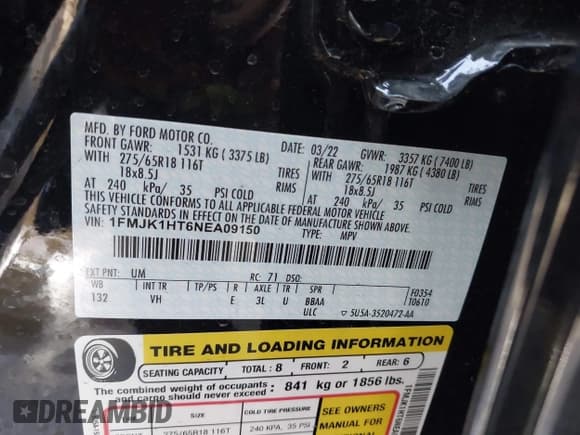 MFD. BY FORD MOTOR CO.
DATE: 03/22 GVWR: 3357 KG ( 7400 LB)
FRONT GAWR: 1531 KG ( 3375 LB) REAR GAWR: 1987 KG ( 4380 LB)
WITH 275/65R18 116T WITH 275/65R18 116T
18x8.5J 18x8.5J
AT 240 kPa/ 35 PSI COLD AT 240 kPa/ 35 PSI COLD
THIS VEHICLE CONFORMS TO ALL APPLICABLE FEDERAL MOTOR VEHICLE
SAFETY STANDARDS IN EFFECT ON THE DATE OF MANUFACTURE SHOWN ABOVE.
VIN: 1FMJK1HT6NEA09150 TYPE: MPV
EXT PNT: UM RC: 71 DSO:
WB INT TR TP/PS R AXLE TR SPR F0354
132 VH E 3L U BBAA T0610
ULC 5U5A-3520472-AA
TIRE AND LOADING INFORMATION
SEATING CAPACITY TOTAL: 8 FRONT: 2 REAR: 6
The combined weight of occupants and cargo should never exceed: 841 kg or 1856 lbs.
SIZE COLD TIRE PRESSURE SEE OWNERS
275/65R18 116T 240 KPA, 35 PSI MANUAL FOR
DREAMBID